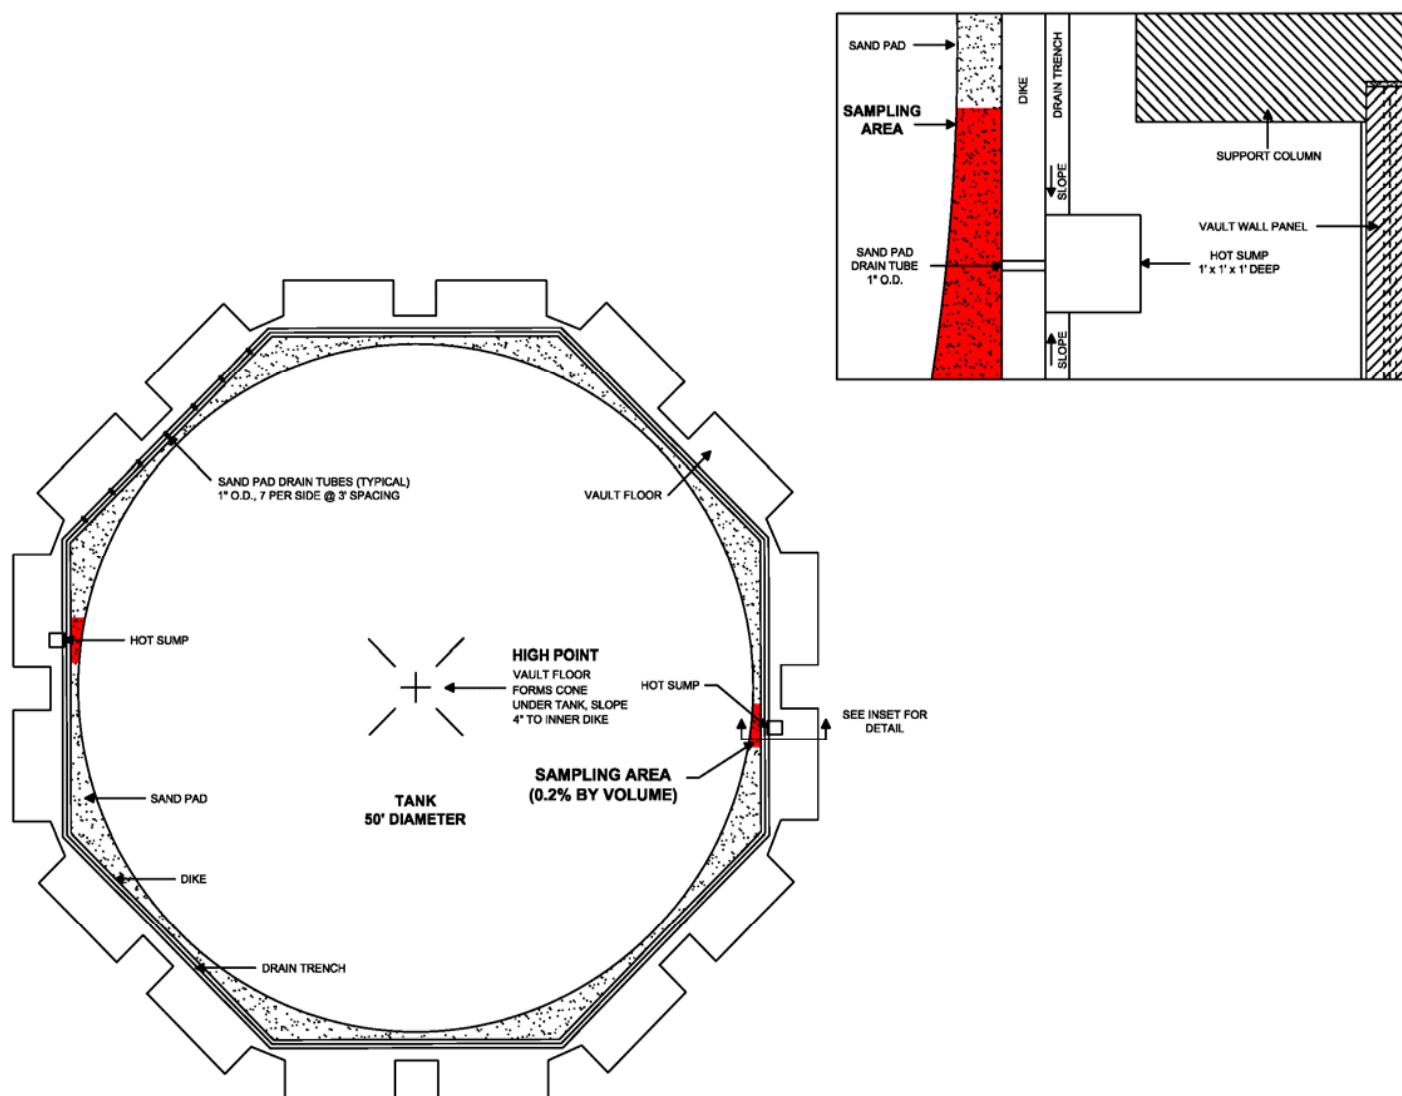 SAND PAD
SAMPLING
AREA
DIKE
DRAIN TRENCH
SLOPE
SUPPORT COLUMN
VAULT WALL PANEL
SAND PAD
DRAIN TUBE
1" O.D.
HOT SUMP
1' x 1' x 1' DEEP
SLOPE
SAND PAD DRAIN TUBES (TYPICAL)
1" O.D., 7 PER SIDE @ 3' SPACING
VAULT FLOOR
HOT SUMP
HIGH POINT
VAULT FLOOR
FORMS CONE
UNDER TANK, SLOPE
4" TO INNER DIKE
HOT SUMP
SEE INSET FOR
DETAIL
SAMPLING AREA
(0.2% BY VOLUME)
SAND PAD
TANK
50' DIAMETER
DIKE
DRAIN TRENCH